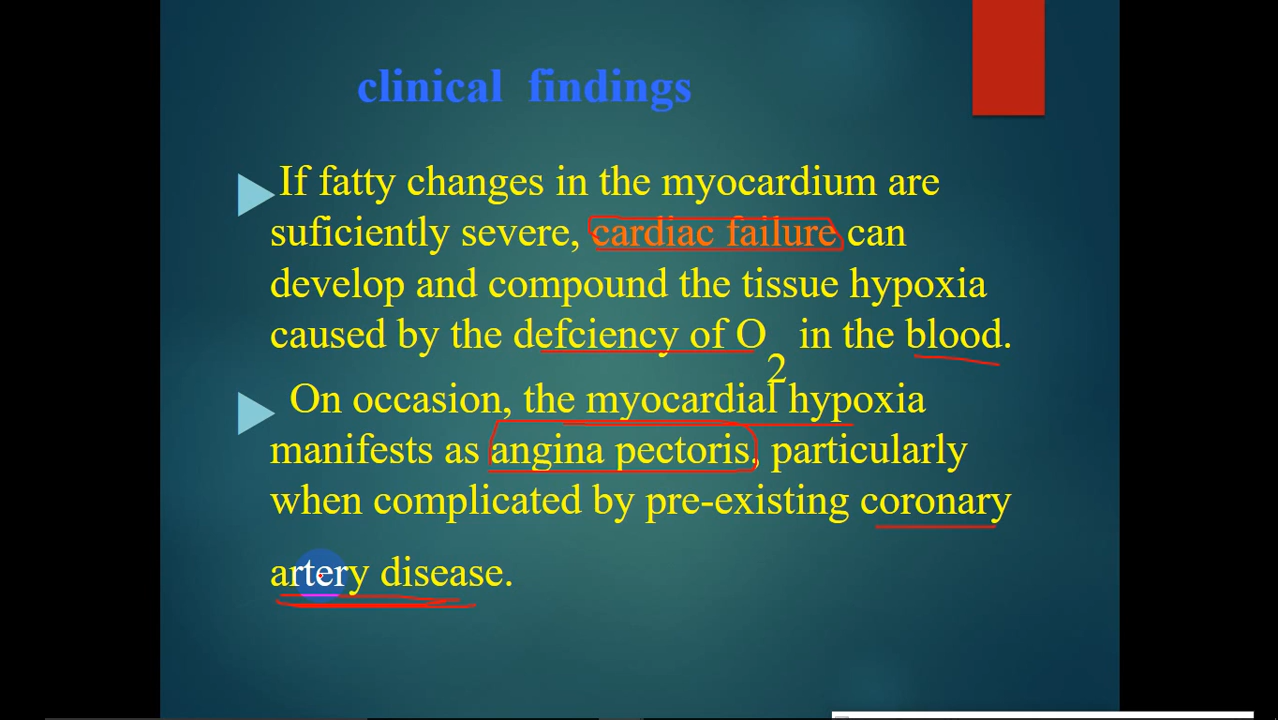 clinical findings
If fatty changes in the myocardium are
suficiently severe, cardiac failure can
develop and compound the tissue hypoxia
caused by the defciency of O2 in the blood.
On occasion, the myocardial hypoxia
manifests as angina pectoris, particularly
when complicated by pre-existing coronary
artery disease.